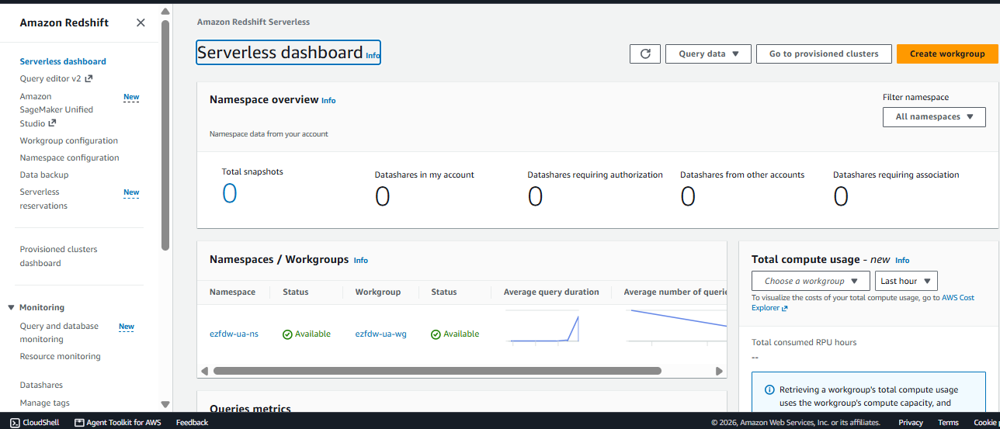 Amazon Redshift
Serverless dashboard
Query editor v2
Amazon
SageMaker Unified
Studio
New
Workgroup configuration
Namespace configuration
Data backup
Serverless
reservations
New
Provisioned clusters
dashboard
Monitoring
Query and database
monitoring
New
Resource monitoring
Datashares
Manage tags
Amazon Redshift Serverless
Serverless dashboard Info
Query data
Go to provisioned clusters
Create workgroup
Namespace overview Info
Filter namespace
All namespaces
Namespace data from your account
Total snapshots
0
Datashares in my account
0
Datashares requiring authorization
0
Datashares from other accounts
0
Datashares requiring association
0
Namespaces / Workgroups Info
Namespace Status Workgroup Status Average query duration Average number of querie
ezfdw-ua-ns Available ezfdw-ua-wg Available
Queries metrics
Total compute usage - new Info
Choose a workgroup Last hour
To visualize the costs of your total compute usage, go to AWS Cost
Explorer
Total consumed RPU hours
--
Retrieving a workgroup's total compute usage
uses the workgroup's compute capacity, and
CloudShell Agent Toolkit for AWS Feedback © 2026, Amazon Web Services, Inc. or its affiliates. Privacy Terms Cookie